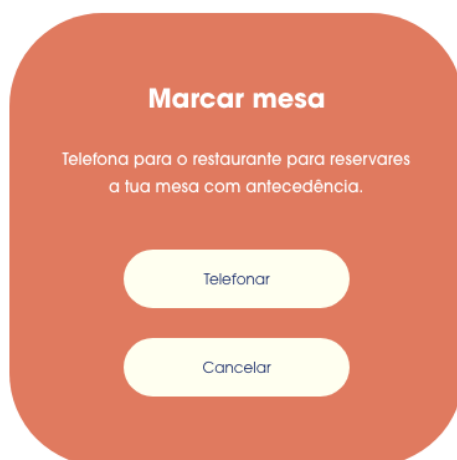 Marcar mesa
Telefona para o restaurante para reservares
a tua mesa com antecedência.
Telefonar
Cancelar